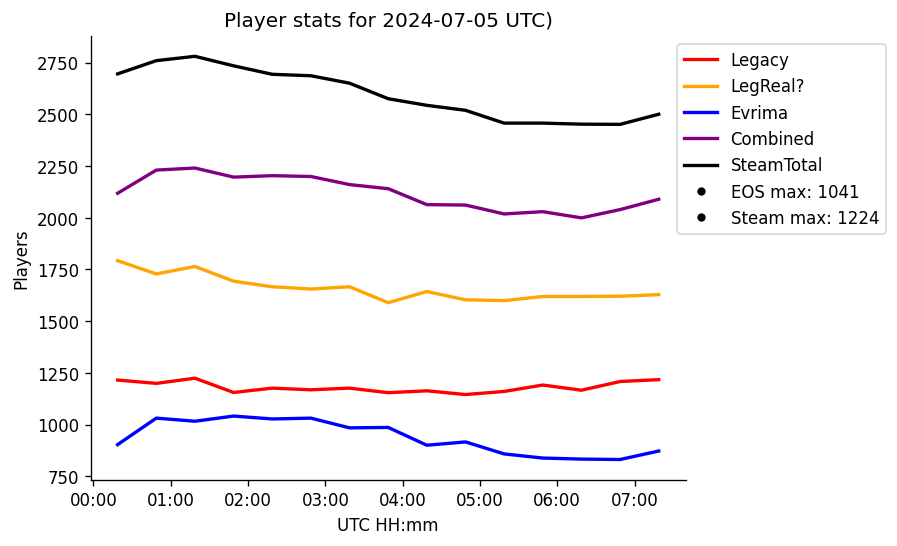 Player stats for 2024-07-05 UTC)
Legacy
LegReal?
Evrima
Combined
SteamTotal
EOS max: 1041
Steam max: 1224
Players
2750
2500
2250
2000
1750
1500
1250
1000
750
00:00 01:00 02:00 03:00 04:00 05:00 06:00 07:00
UTC HH:mm